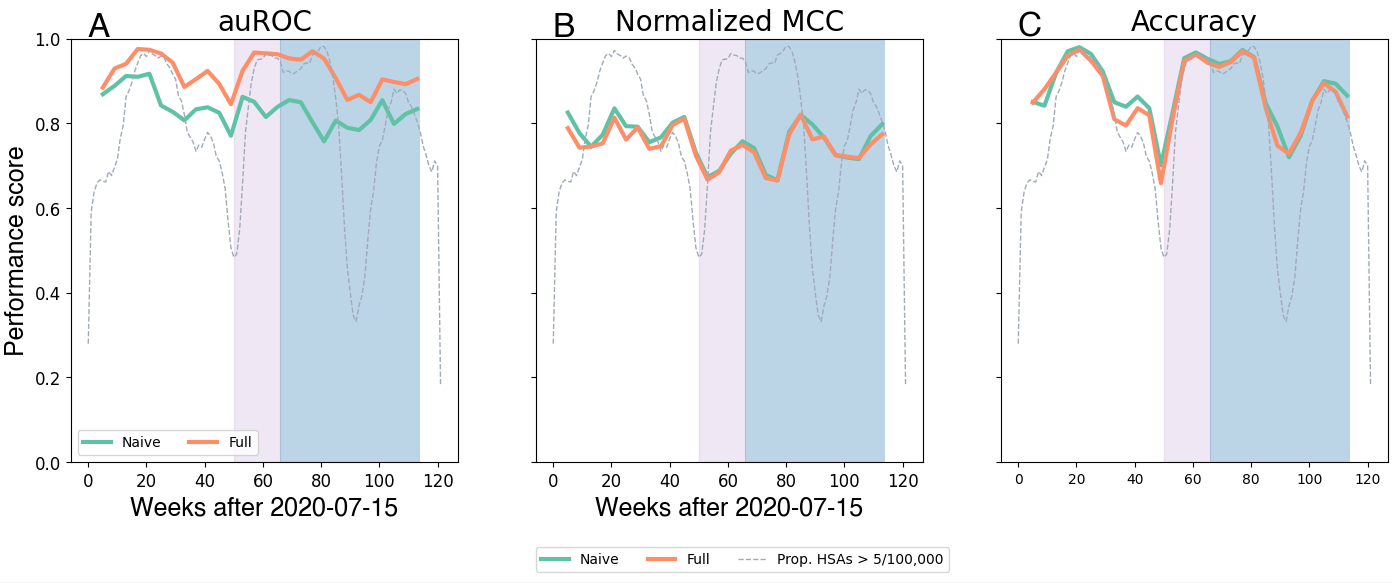 A auROC
B Normalized MCC
C Accuracy
Performance score
1.0
0.8
0.6
0.4
0.2
0.0
Naive Full
0 20 40 60 80 100 120
0 20 40 60 80 100 120
0 20 40 60 80 100 120
Weeks after 2020-07-15
Weeks after 2020-07-15
Naive Full Prop. HSAs > 5/100,000